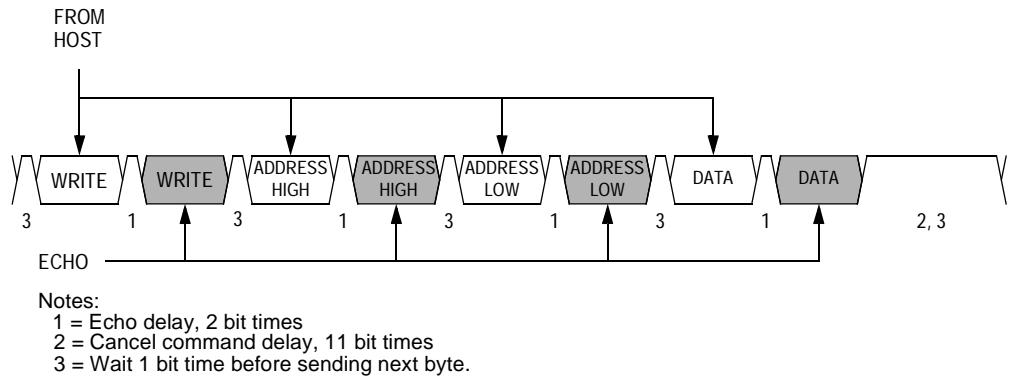 FROM
HOST
WRITE WRITE ADDRESS HIGH ADDRESS HIGH ADDRESS LOW ADDRESS LOW DATA DATA
3 1 3 1 3 1 3 1 2, 3
ECHO
Notes:
1 = Echo delay, 2 bit times
2 = Cancel command delay, 11 bit times
3 = Wait 1 bit time before sending next byte.